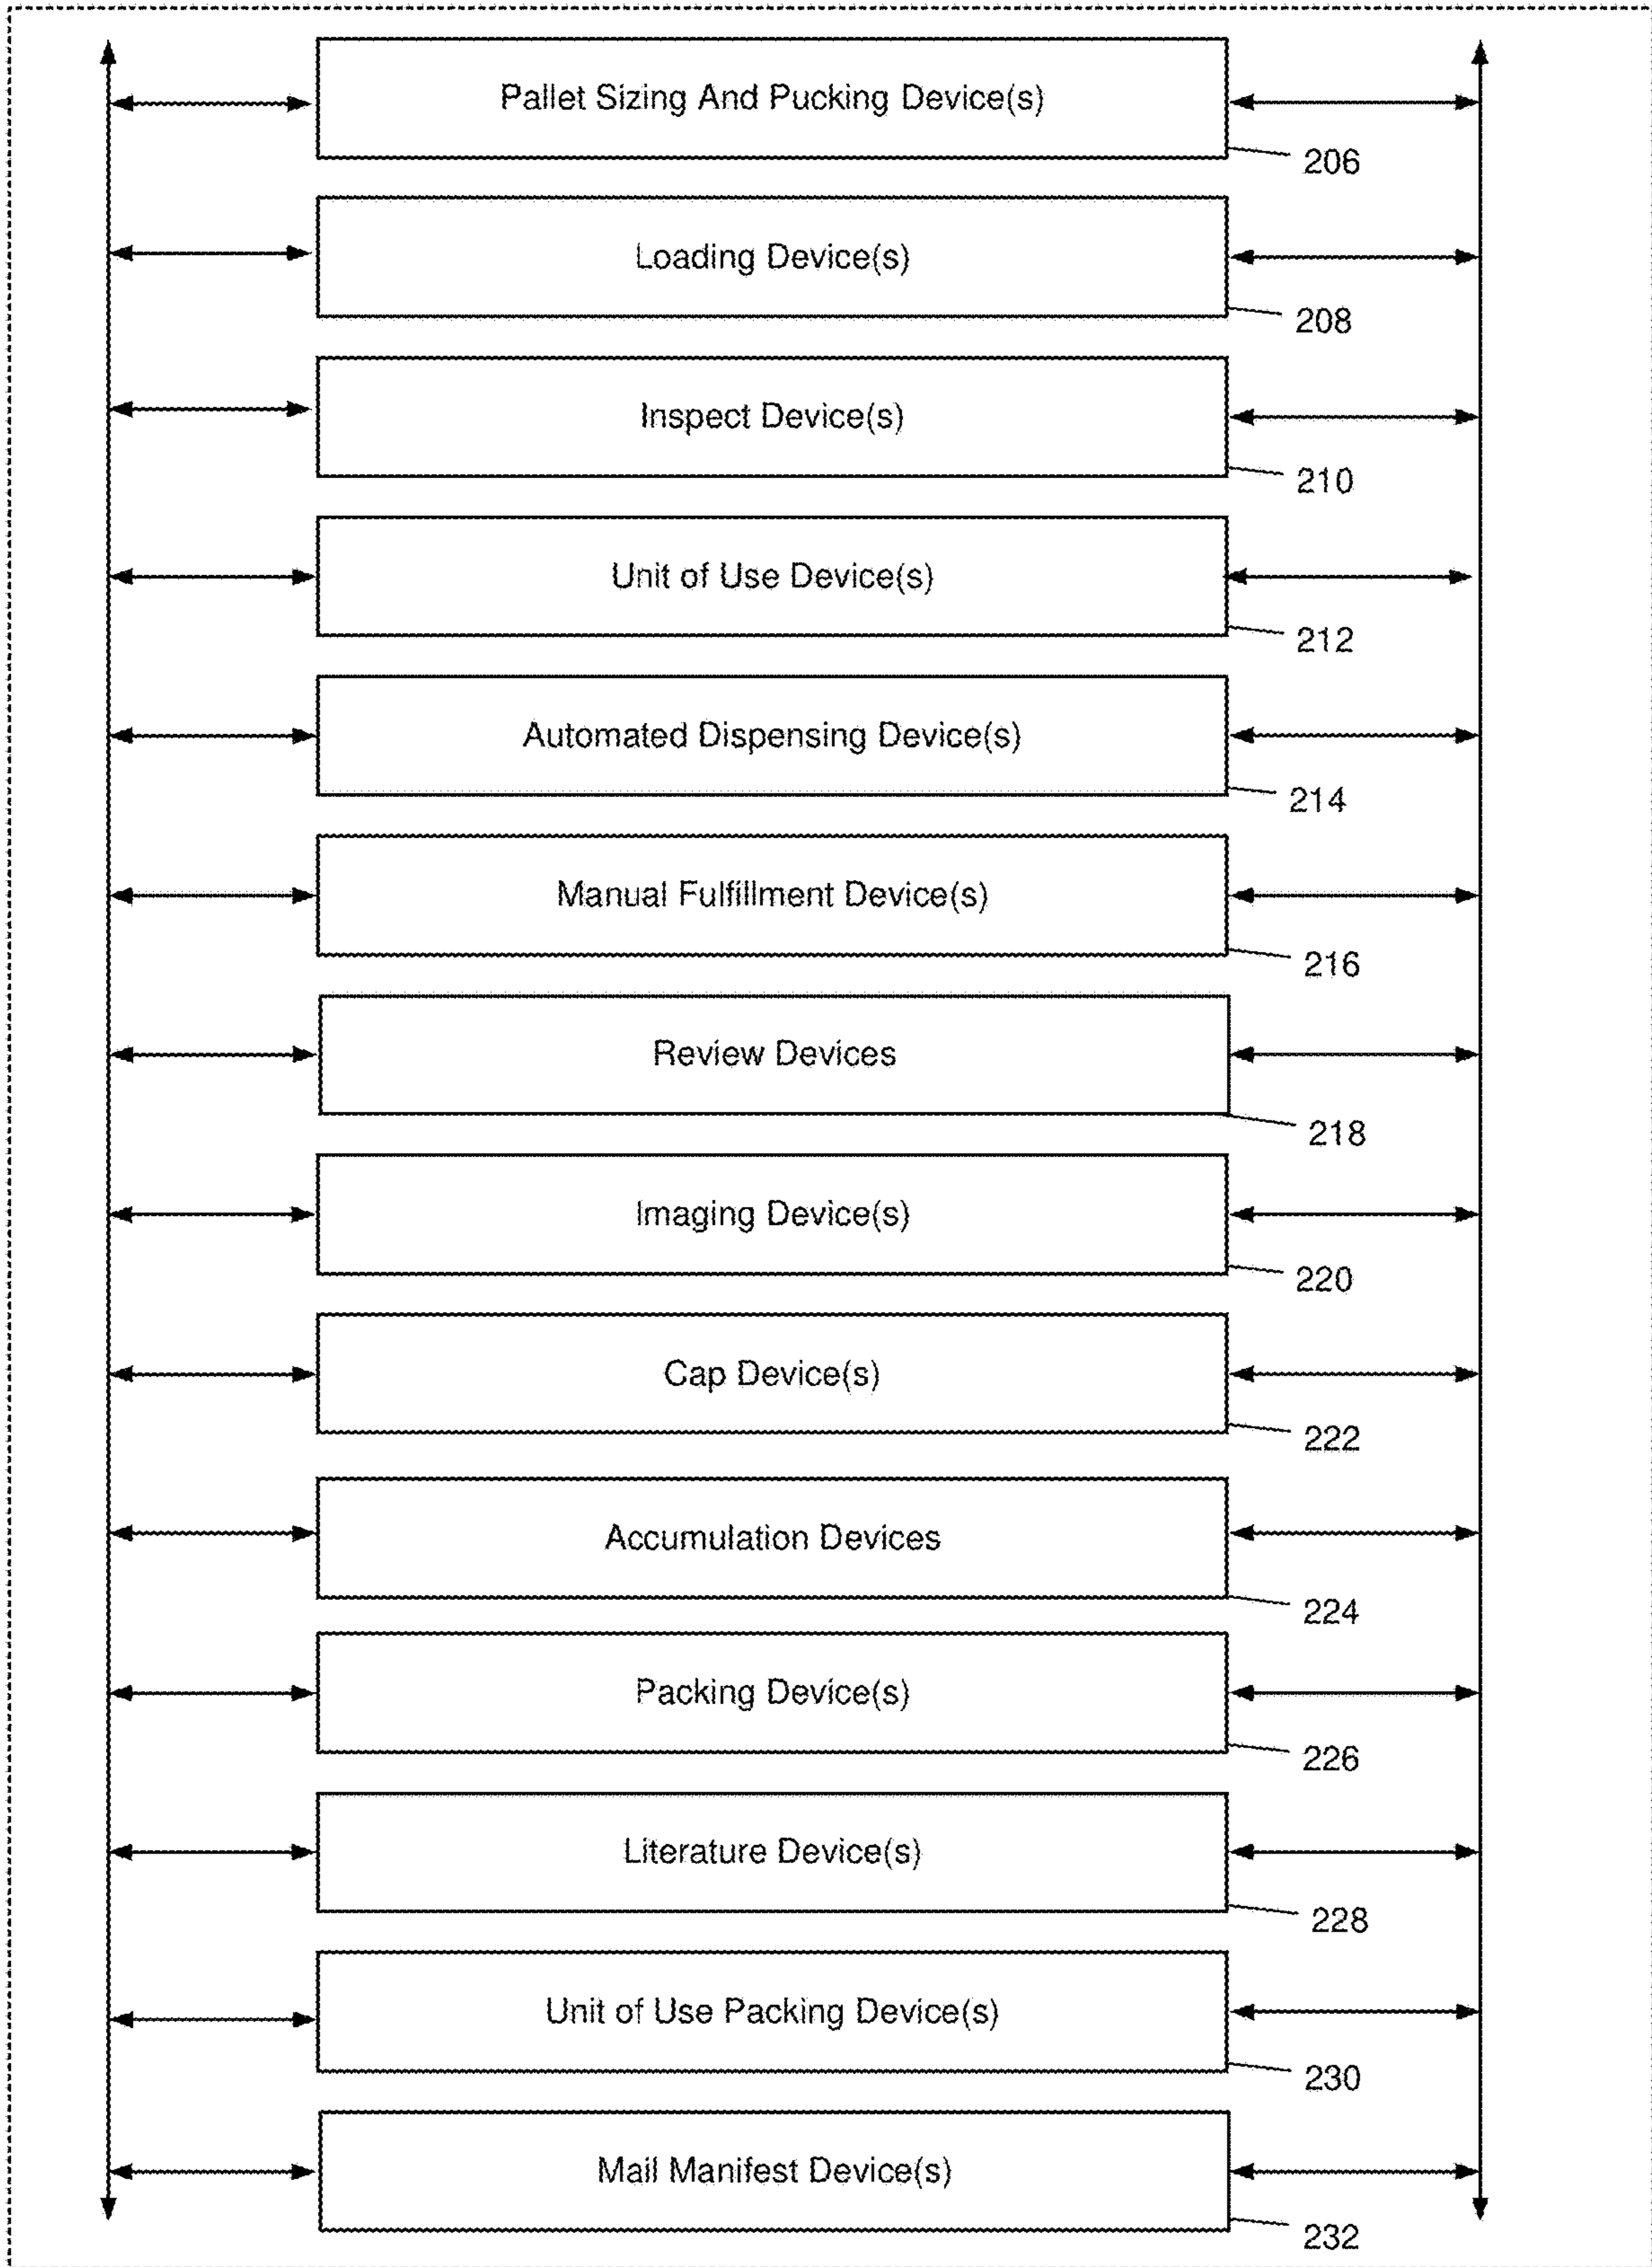 Pallet Sizing And Pucking Device(s)
206
Loading Device(s)
208
Inspect Device(s)
210
Unit of Use Device(s)
212
Automated Dispensing Device(s)
214
Manual Fulfillment Device(s)
216
Review Devices
218
Imaging Device(s)
220
Cap Device(s)
222
Accumulation Devices
224
Packing Device(s)
226
Literature Device(s)
228
Unit of Use Packing Device(s)
230
Mail Manifest Device(s)
232